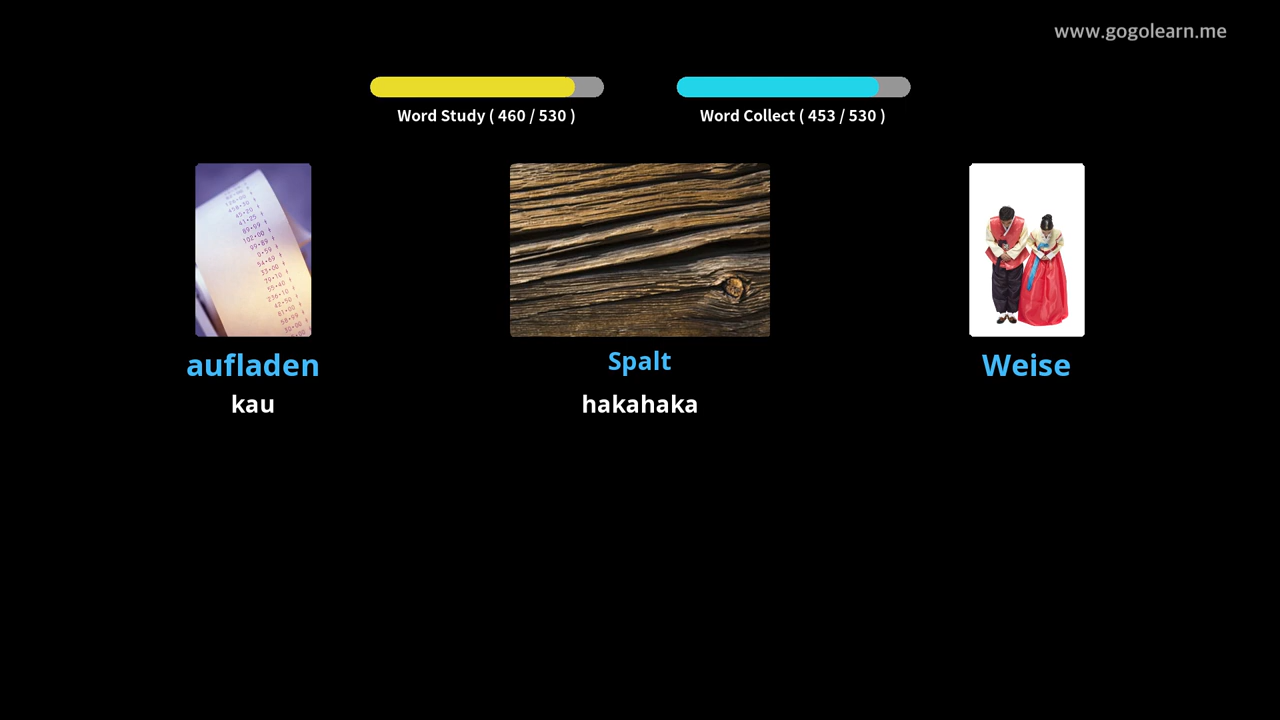 www.gogolearn.me
Word Study ( 460 / 530 )
Word Collect ( 453 / 530 )
aufladen
Spalt
Weise
kau
hakahaka